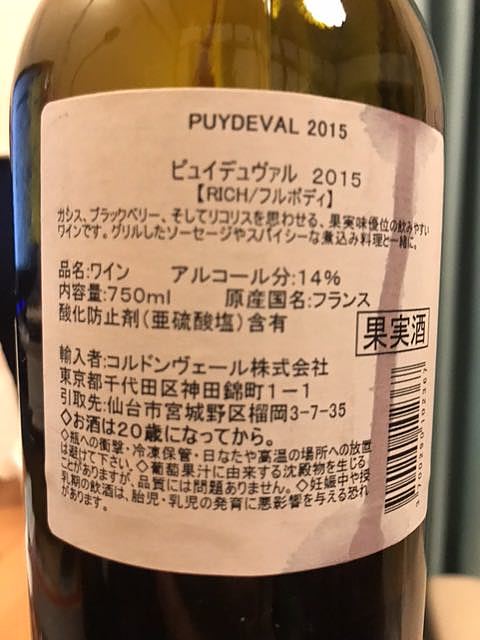 PUYDEVAL 2015
ピュイデュヴァル 2015
【RICH/フルボディ】
カシス、ブラックベリー、そしてリコリスを思わせる、果実味優位の飲みやすい
ワインです。グリルしたソーセージやスパイシーな煮込み料理と一緒に。
品名:ワイン アルコール分:14%
内容量:750ml 原産国名:フランス
酸化防止剤(亜硫酸塩)含有
果実酒
輸入者:コルドンヴェール株式会社
東京都千代田区神田錦町1-1
引取先:仙台市宮城野区榴岡3-7-35
◇お酒は20歳になってから。
◇瓶への衝撃・冷凍保管・日なたや高温の場所への放置
は避けて下さい。◇葡萄果汁に由来する沈殿物を生じる
ことがありますが、品質には問題ありません。◇妊娠中や授
乳期の飲酒は、胎児・乳児の発育に悪影響を与える恐れ
があります。